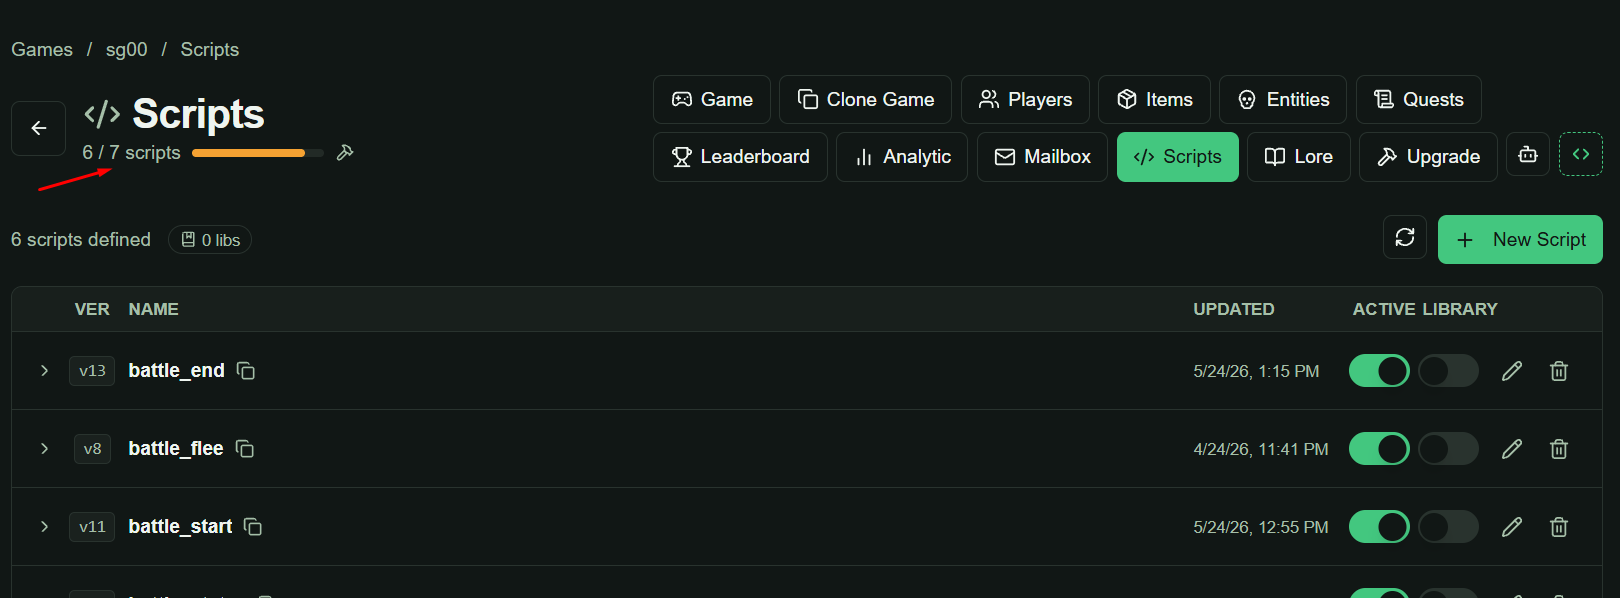 Games / sg00 / Scripts
</> Scripts
6 / 7 scripts
Game Clone Game Players Items Entities Quests
Leaderboard Analytic Mailbox </> Scripts Lore Upgrade <>
6 scripts defined 0 libs
+ New Script
VER NAME UPDATED ACTIVE LIBRARY
v13 battle_end 5/24/26, 1:15 PM
v8 battle_flee 4/24/26, 11:41 PM
v11 battle_start 5/24/26, 12:55 PM